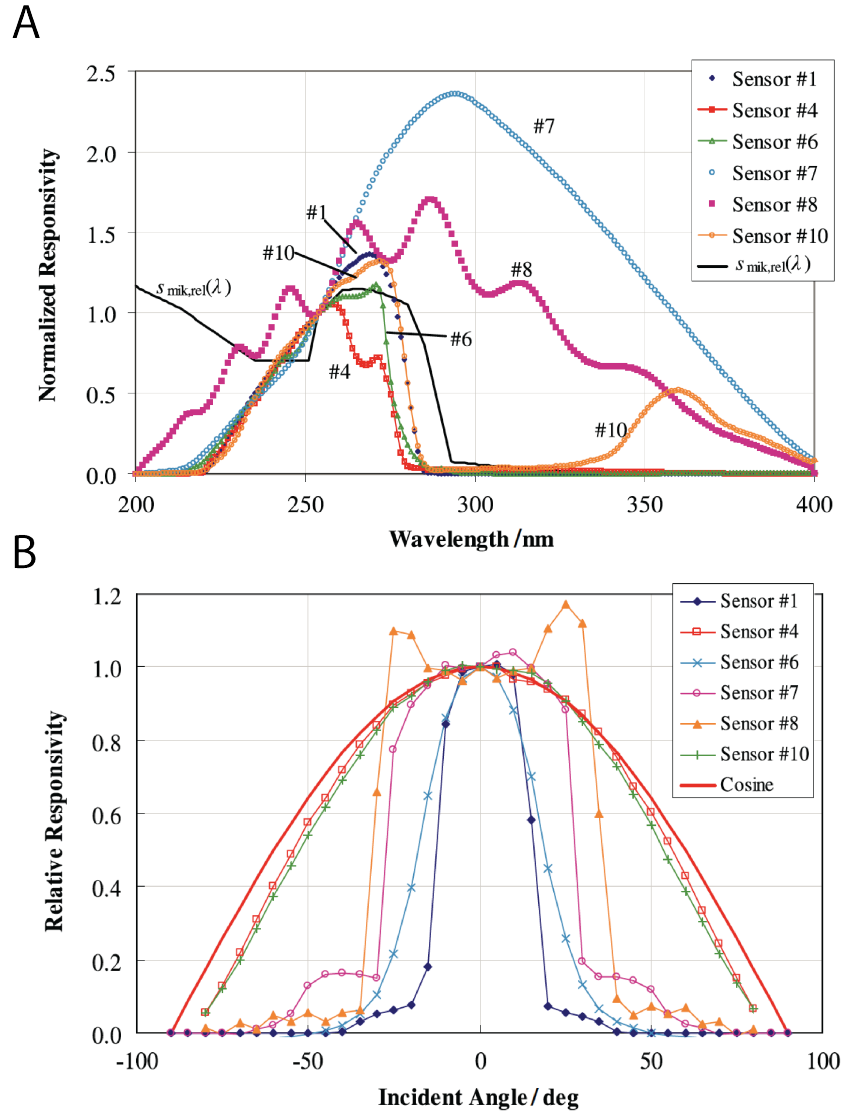 A
2.5
2.0
1.5
1.0
0.5
0.0
Normalized Responsivity
200
250
300
350
400
Wavelength /nm
#7
#1
#10
s mik,rel(λ)
#8
#6
#4
#10
Sensor #1
Sensor #4
Sensor #6
Sensor #7
Sensor #8
Sensor #10
s mik,rel(λ)
B
1.2
1.0
0.8
0.6
0.4
0.2
0.0
Relative Responsivity
-100
-50
0
50
100
Incident Angle / deg
Sensor #1
Sensor #4
Sensor #6
Sensor #7
Sensor #8
Sensor #10
Cosine